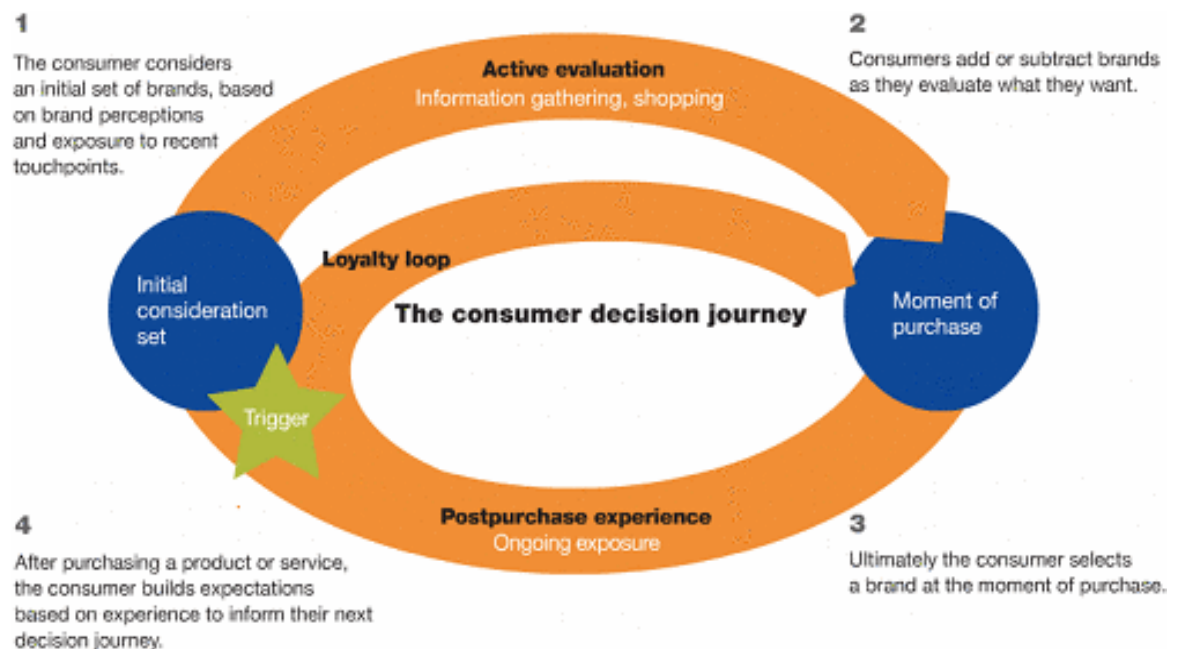 1
The consumer considers
an initial set of brands, based
on brand perceptions
and exposure to recent
touchpoints.
2
Consumers add or subtract brands
as they evaluate what they want.
Active evaluation
Information gathering, shopping
Loyalty loop
Initial
consideration
set
The consumer decision journey
Moment of
purchase
Trigger
Postpurchase experience
Ongoing exposure
3
Ultimately the consumer selects
a brand at the moment of purchase.
4
After purchasing a product or service,
the consumer builds expectations
based on experience to inform their next
decision journey.